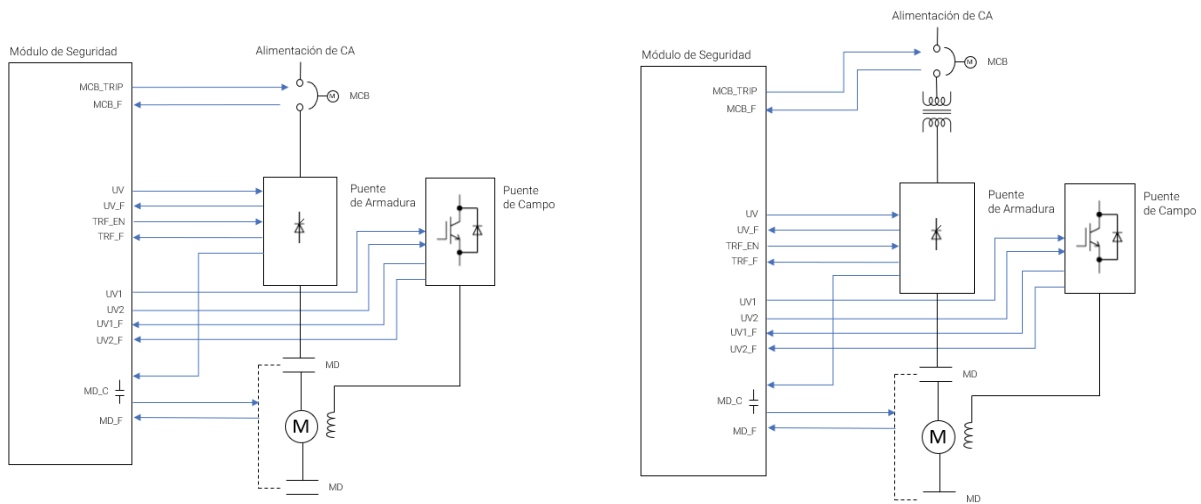 Módulo de Seguridad
Alimentación de CA
MCB_TRIP
MCB_F
M
MCB
UV
UV_F
TRF_EN
TRF_F
Puente
de Armadura
Puente
de Campo
UV1
UV2
UV1_F
UV2_F
MD
MD_C
MD_F
M
MD
Alimentación de CA
Módulo de Seguridad
M
MCB
MCB_TRIP
MCB_F
UV
UV_F
TRF_EN
TRF_F
Puente
de Armadura
Puente
de Campo
UV1
UV2
UV1_F
UV2_F
MD
MD_C
MD_F
M
MD